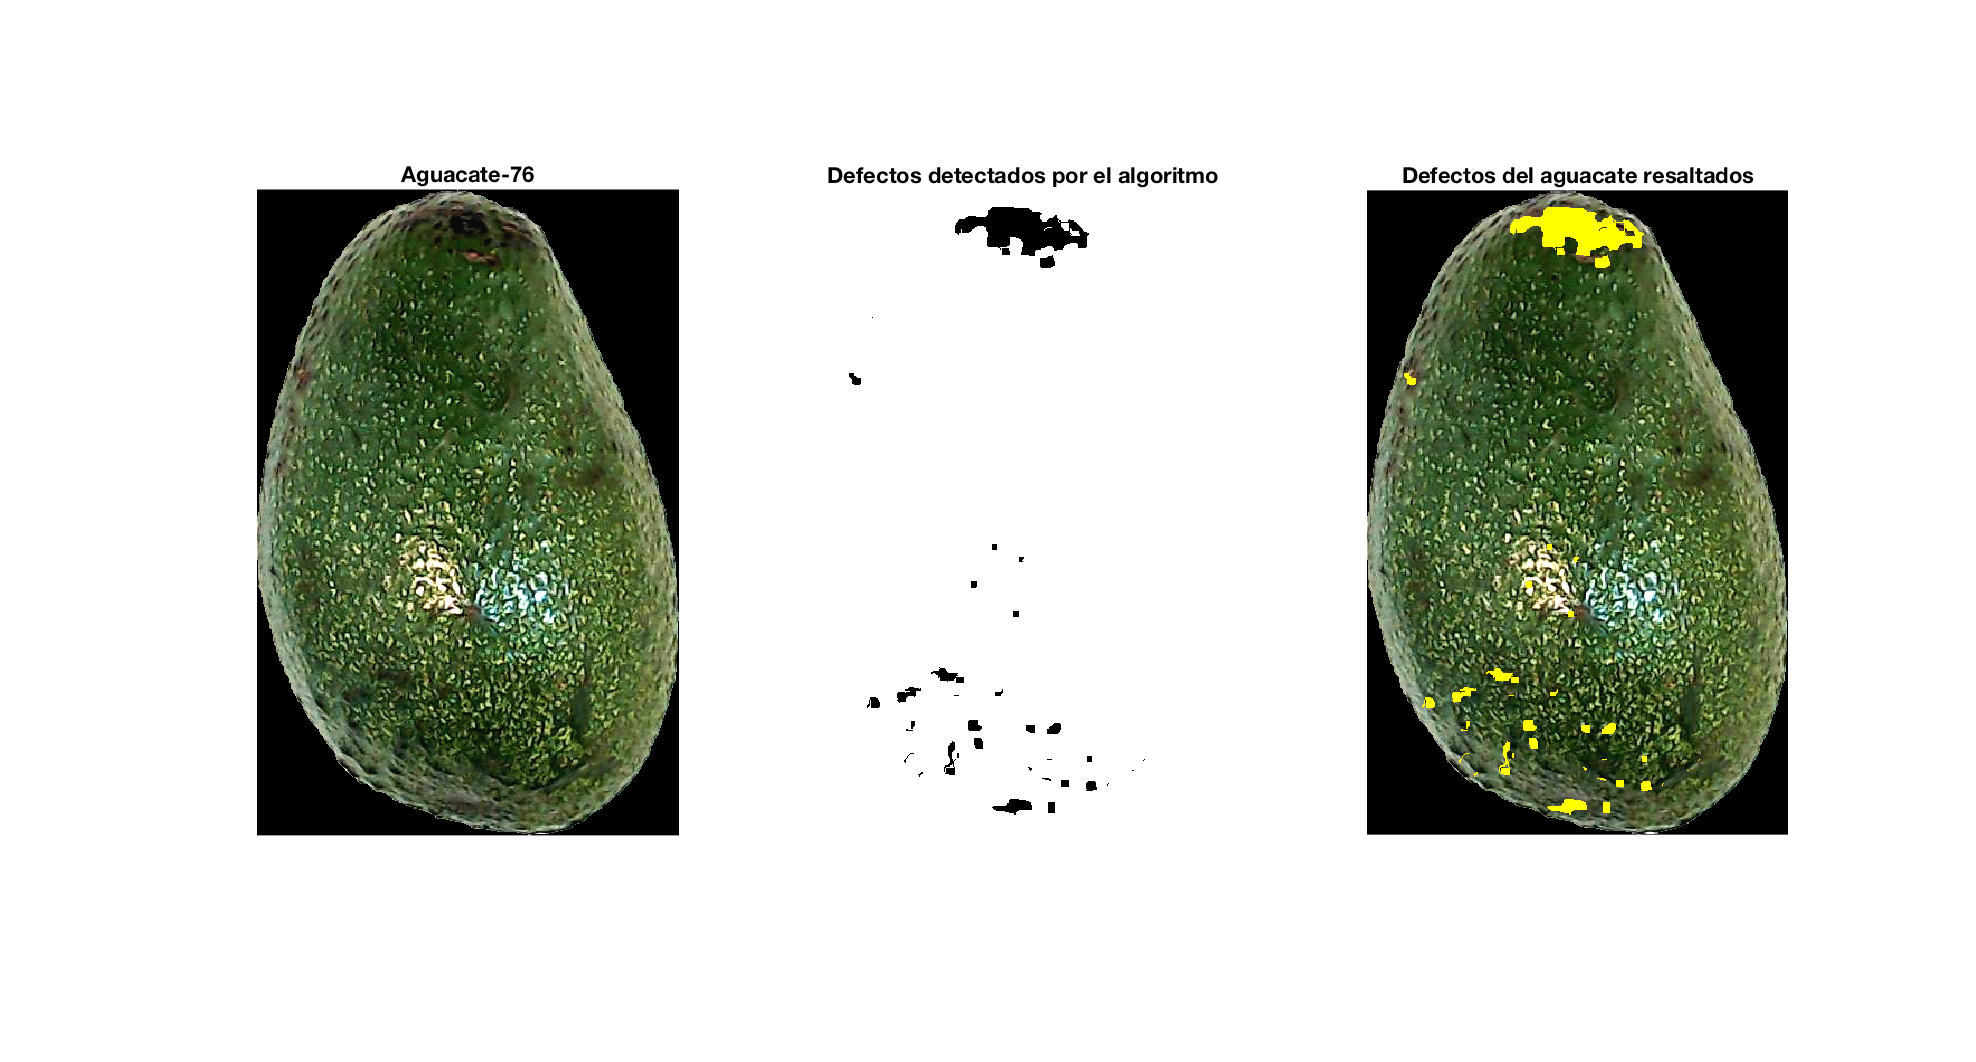 Aguacate-76
Defectos detectados por el algoritmo
Defectos del aguacate resaltados